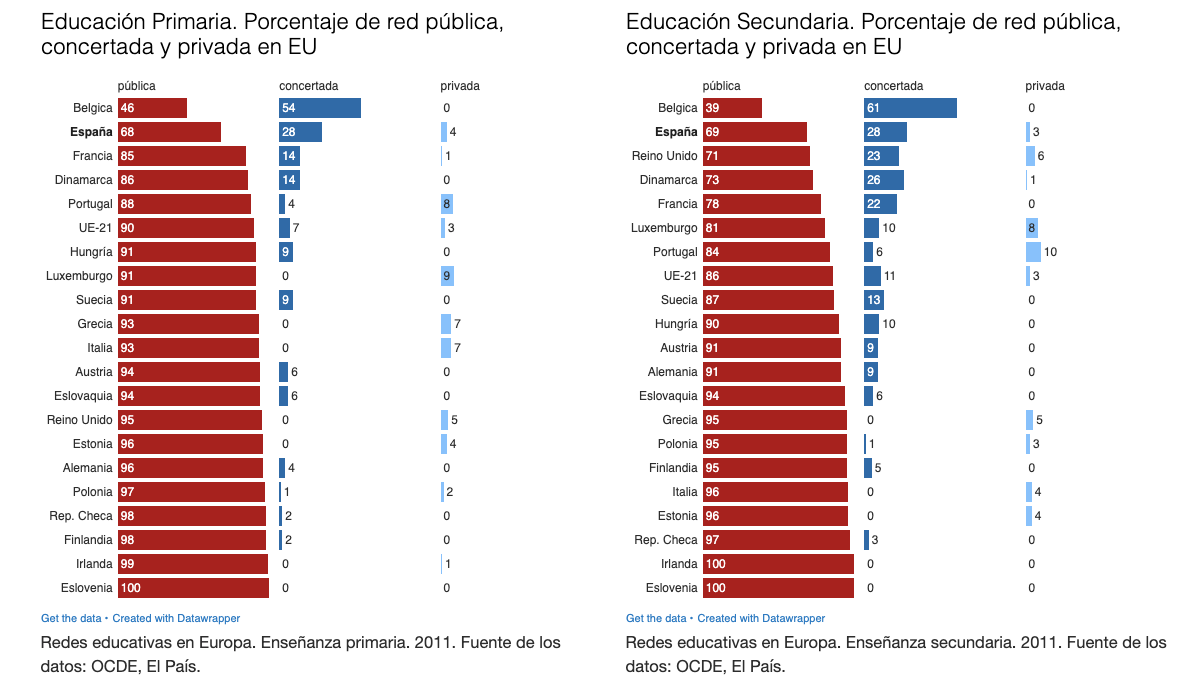 Educación Primaria. Porcentaje de red pública,
concertada y privada en EU
pública concertada privada
Belgica 46 54 0
España 68 28 4
Francia 85 14 1
Dinamarca 86 14 0
Portugal 88 4 8
UE-21 90 7 3
Hungría 91 9 0
Luxemburgo 91 0 9
Suecia 91 9 0
Grecia 93 0 7
Italia 93 0 7
Austria 94 6 0
Eslovaquia 94 6 0
Reino Unido 95 0 5
Estonia 96 0 4
Alemania 96 4 0
Polonia 97 1 2
Rep. Checa 98 2 0
Finlandia 98 2 0
Irlanda 99 0 1
Eslovenia 100 0 0
Get the data • Created with Datawrapper
Redes educativas en Europa. Enseñanza primaria. 2011. Fuente de los
datos: OCDE, El País.
Educación Secundaria. Porcentaje de red pública,
concertada y privada en EU
pública concertada privada
Belgica 39 61 0
España 69 28 3
Reino Unido 71 23 6
Dinamarca 73 26 1
Francia 78 22 0
Luxemburgo 81 10 8
Portugal 84 6 10
UE-21 86 11 3
Suecia 87 13 0
Hungría 90 10 0
Austria 91 9 0
Alemania 91 9 0
Eslovaquia 94 6 0
Grecia 95 0 5
Polonia 95 1 3
Finlandia 95 5 0
Italia 96 0 4
Estonia 96 0 4
Rep. Checa 97 3 0
Irlanda 100 0 0
Eslovenia 100 0 0
Get the data • Created with Datawrapper
Redes educativas en Europa. Enseñanza secundaria. 2011. Fuente de los
datos: OCDE, El País.